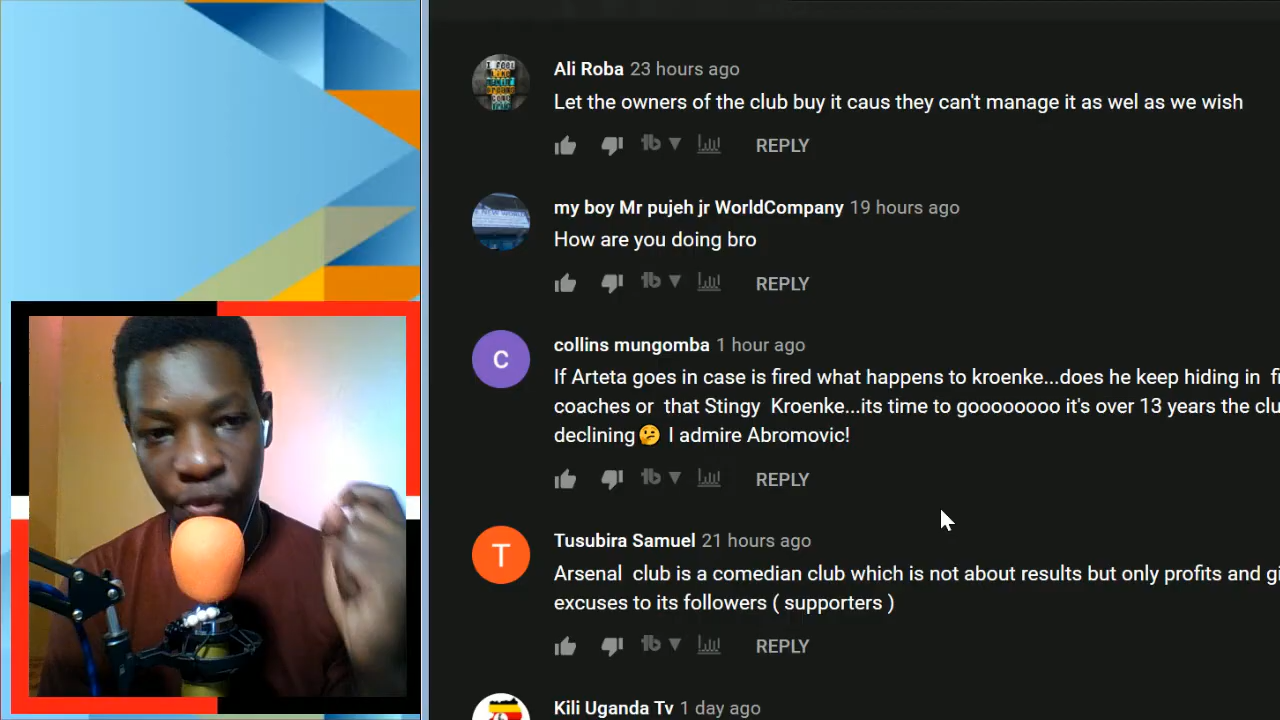 Ali Roba 23 hours ago
Let the owners of the club buy it caus they can't manage it as wel as we wish
REPLY
my boy Mr pujeh jr WorldCompany 19 hours ago
How are you doing bro
REPLY
C
collins mungomba 1 hour ago
If Arteta goes in case is fired what happens to kroenke...does he keep hiding in
coaches or that Stingy Kroenke...its time to gooooooo it's over 13 years the
declining🤔 I admire Abromovic!
REPLY
T
Tusubira Samuel 21 hours ago
Arsenal club is a comedian club which is not about results but only profits and
excuses to its followers ( supporters )
REPLY
Kili Uganda Tv 1 day ago